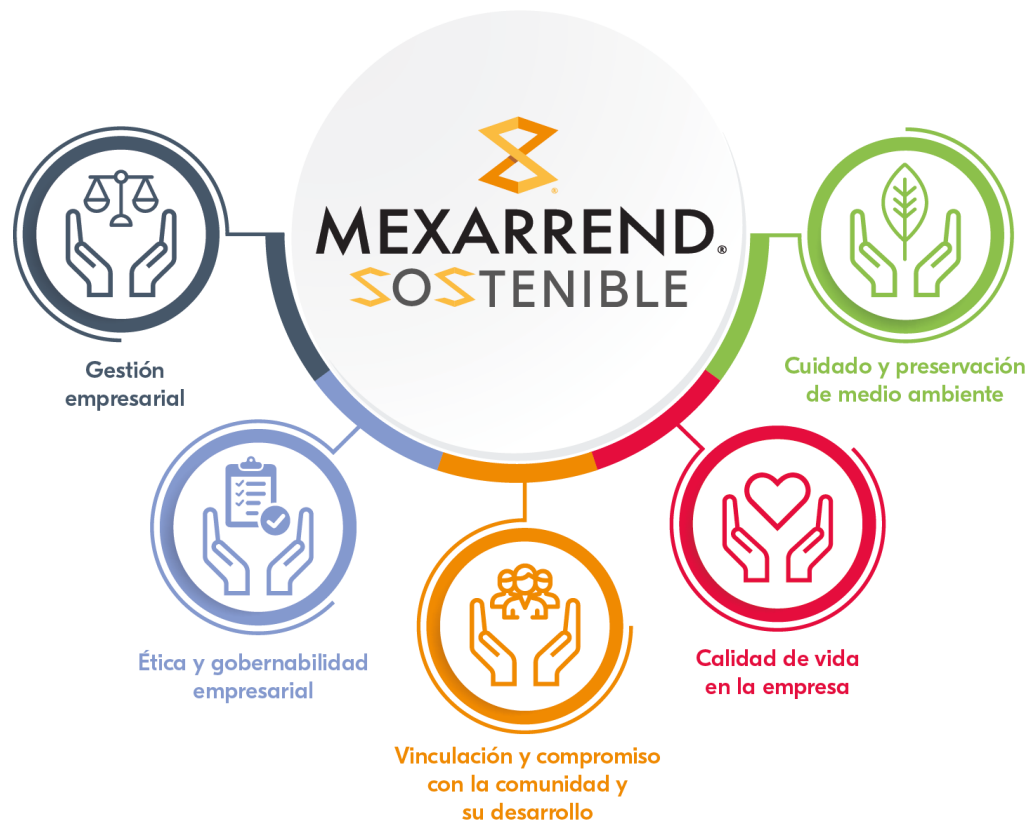 MEXARREND®
SOSTENIBLE
Gestión
empresarial
Cuidado y preservación
de medio ambiente
Ética y gobernabilidad
empresarial
Calidad de vida
en la empresa
Vinculación y compromiso
con la comunidad y
su desarrollo